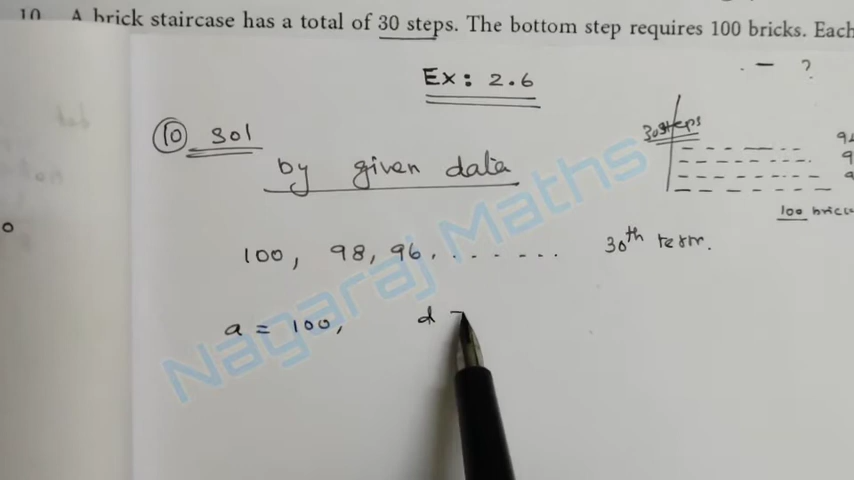 10. A brick staircase has a total of 30 steps. The bottom step requires 100 bricks. Each
Ex: 2.6
— ?
10 Sol
30 steps
by given data
100 bricks
100, 98, 96, . . . . . . . 30th term.
a = 100, d
Nagaraj Maths